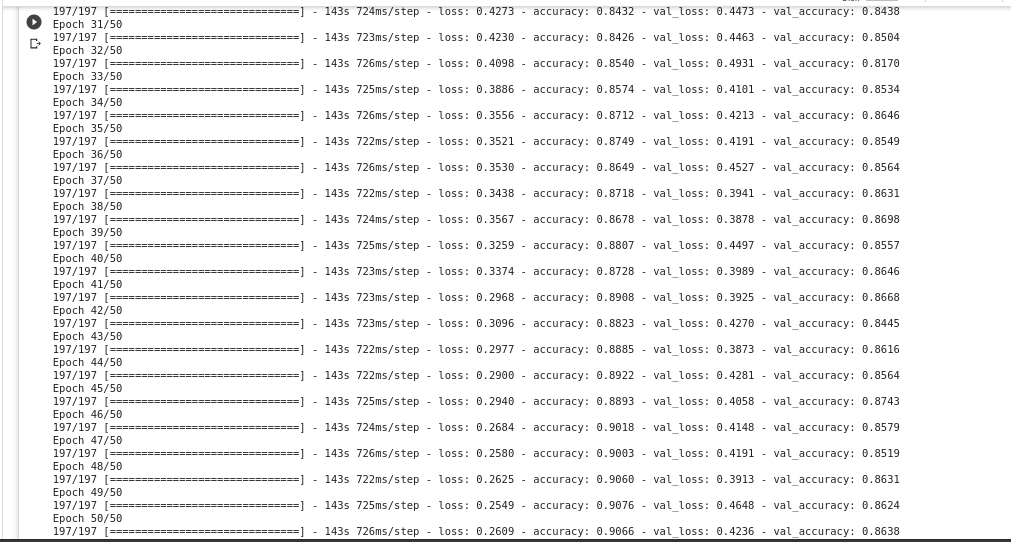 197/197 [==============================] - 143s 724ms/step - loss: 0.4273 - accuracy: 0.8432 - val_loss: 0.4473 - val_accuracy: 0.8438
Epoch 31/50
197/197 [==============================] - 143s 723ms/step - loss: 0.4230 - accuracy: 0.8426 - val_loss: 0.4463 - val_accuracy: 0.8504
Epoch 32/50
197/197 [==============================] - 143s 726ms/step - loss: 0.4098 - accuracy: 0.8540 - val_loss: 0.4931 - val_accuracy: 0.8170
Epoch 33/50
197/197 [==============================] - 143s 725ms/step - loss: 0.3886 - accuracy: 0.8574 - val_loss: 0.4101 - val_accuracy: 0.8534
Epoch 34/50
197/197 [==============================] - 143s 726ms/step - loss: 0.3556 - accuracy: 0.8712 - val_loss: 0.4213 - val_accuracy: 0.8646
Epoch 35/50
197/197 [==============================] - 143s 722ms/step - loss: 0.3521 - accuracy: 0.8749 - val_loss: 0.4191 - val_accuracy: 0.8549
Epoch 36/50
197/197 [==============================] - 143s 726ms/step - loss: 0.3530 - accuracy: 0.8649 - val_loss: 0.4527 - val_accuracy: 0.8564
Epoch 37/50
197/197 [==============================] - 143s 722ms/step - loss: 0.3438 - accuracy: 0.8718 - val_loss: 0.3941 - val_accuracy: 0.8631
Epoch 38/50
197/197 [==============================] - 143s 724ms/step - loss: 0.3567 - accuracy: 0.8678 - val_loss: 0.3878 - val_accuracy: 0.8698
Epoch 39/50
197/197 [==============================] - 143s 725ms/step - loss: 0.3259 - accuracy: 0.8807 - val_loss: 0.4497 - val_accuracy: 0.8557
Epoch 40/50
197/197 [==============================] - 143s 723ms/step - loss: 0.3374 - accuracy: 0.8728 - val_loss: 0.3989 - val_accuracy: 0.8646
Epoch 41/50
197/197 [==============================] - 143s 723ms/step - loss: 0.2968 - accuracy: 0.8908 - val_loss: 0.3925 - val_accuracy: 0.8668
Epoch 42/50
197/197 [==============================] - 143s 723ms/step - loss: 0.3096 - accuracy: 0.8823 - val_loss: 0.4270 - val_accuracy: 0.8445
Epoch 43/50
197/197 [==============================] - 143s 722ms/step - loss: 0.2977 - accuracy: 0.8885 - val_loss: 0.3873 - val_accuracy: 0.8616
Epoch 44/50
197/197 [==============================] - 143s 722ms/step - loss: 0.2900 - accuracy: 0.8922 - val_loss: 0.4281 - val_accuracy: 0.8564
Epoch 45/50
197/197 [==============================] - 143s 725ms/step - loss: 0.2940 - accuracy: 0.8893 - val_loss: 0.4058 - val_accuracy: 0.8743
Epoch 46/50
197/197 [==============================] - 143s 724ms/step - loss: 0.2684 - accuracy: 0.9018 - val_loss: 0.4148 - val_accuracy: 0.8579
Epoch 47/50
197/197 [==============================] - 143s 726ms/step - loss: 0.2580 - accuracy: 0.9003 - val_loss: 0.4191 - val_accuracy: 0.8519
Epoch 48/50
197/197 [==============================] - 143s 722ms/step - loss: 0.2625 - accuracy: 0.9060 - val_loss: 0.3913 - val_accuracy: 0.8631
Epoch 49/50
197/197 [==============================] - 143s 725ms/step - loss: 0.2549 - accuracy: 0.9076 - val_loss: 0.4648 - val_accuracy: 0.8624
Epoch 50/50
197/197 [==============================] - 143s 726ms/step - loss: 0.2609 - accuracy: 0.9066 - val_loss: 0.4236 - val_accuracy: 0.8638